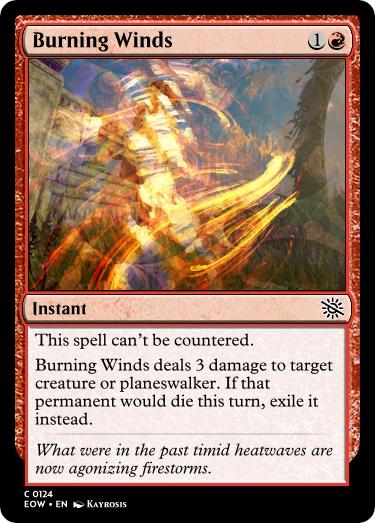 Burning Winds 1
Instant
This spell can't be countered.
Burning Winds deals 3 damage to target
creature or planeswalker. If that
permanent would die this turn, exile it
instead.
What were in the past timid heatwaves are
now agonizing firestorms.
C 0124
EOW • EN KAYROSIS